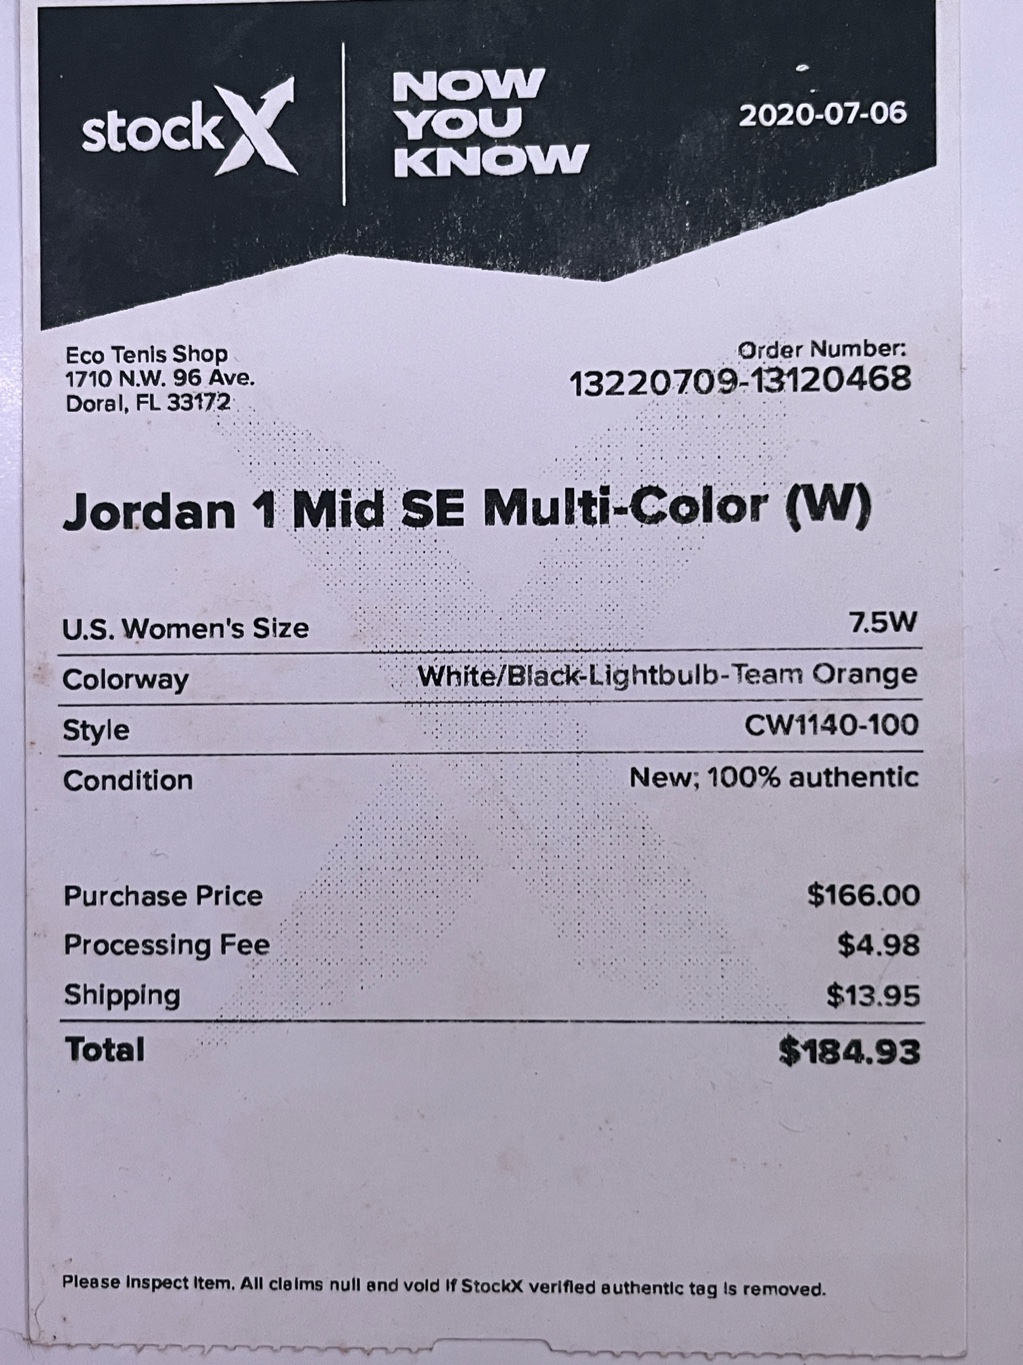 stockX
NOW
YOU
KNOW
2020-07-06
Eco Tenis Shop
1710 N.W. 96 Ave.
Doral, FL 33172
Order Number:
13220709-13120468
Jordan 1 Mid SE Multi-Color (W)
U.S. Women's Size 7.5W
Colorway White/Black-Lightbulb-Team Orange
Style CW1140-100
Condition New; 100% authentic
Purchase Price $166.00
Processing Fee $4.98
Shipping $13.95
Total $184.93
Please Inspect Item. All claims null and void if StockX verified authentic tag is removed.